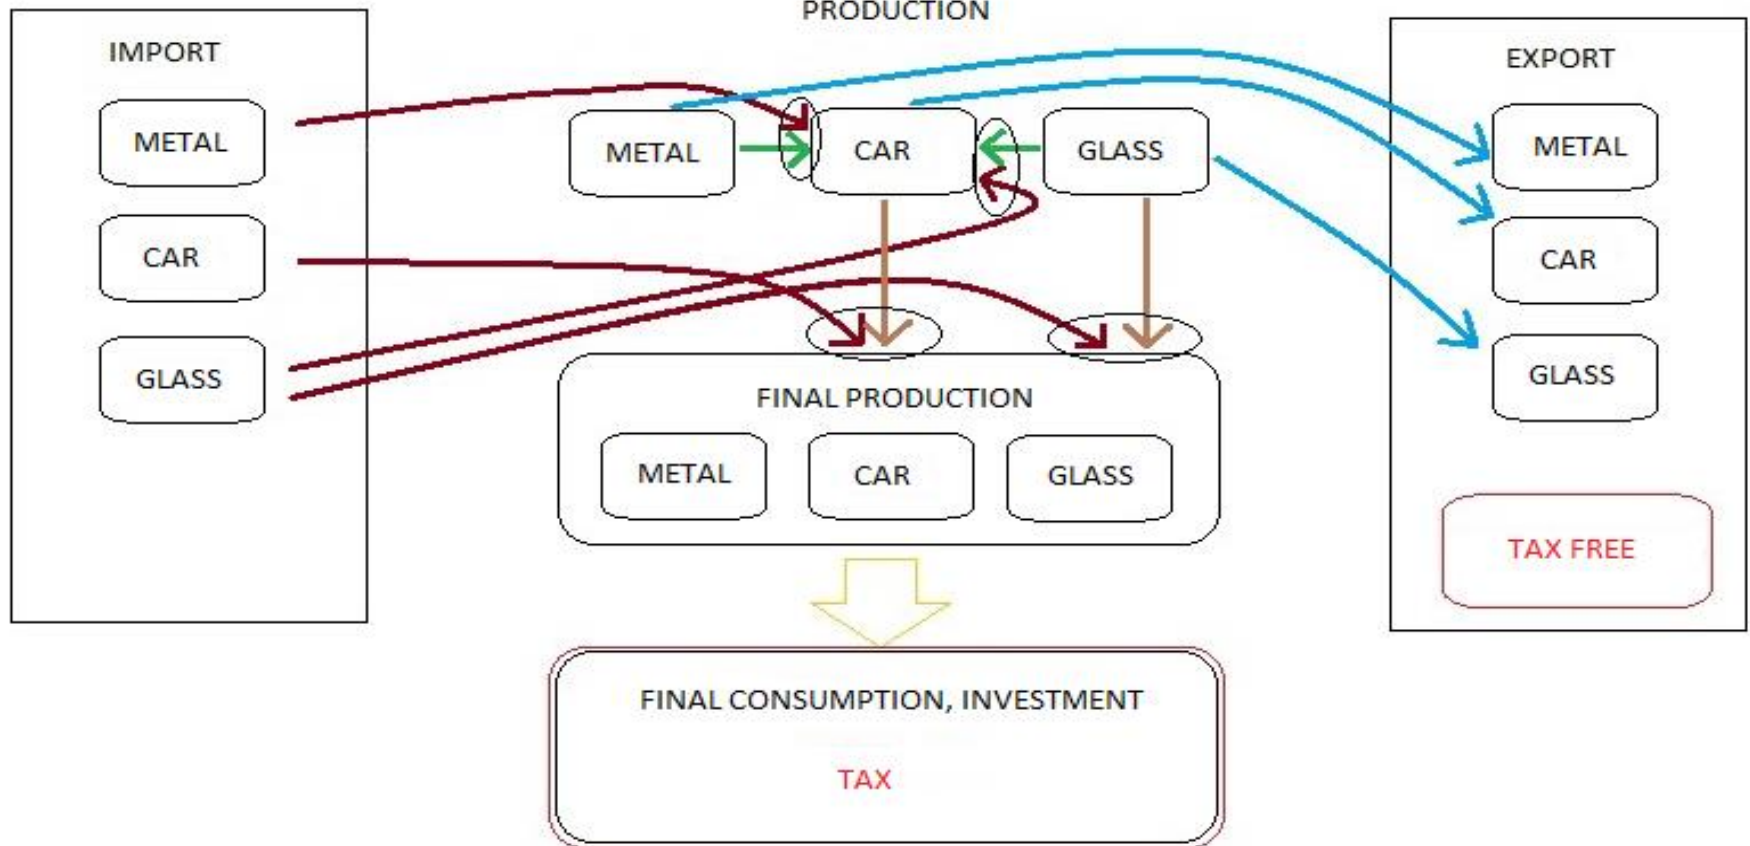 PRODUCTION
IMPORT
METAL
CAR
GLASS
METAL
CAR
GLASS
FINAL PRODUCTION
METAL
CAR
GLASS
FINAL CONSUMPTION, INVESTMENT
TAX
EXPORT
METAL
CAR
GLASS
TAX FREE